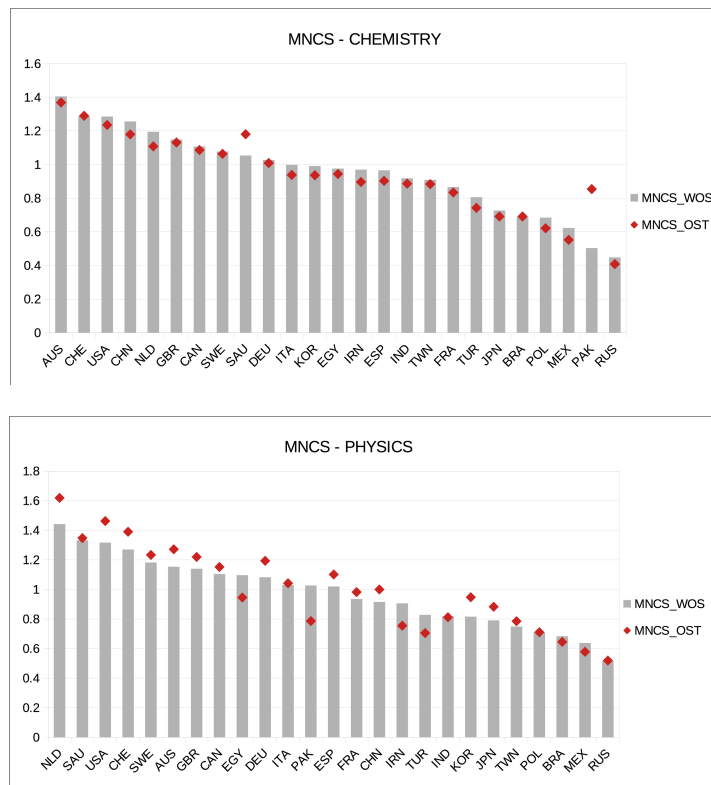 MNCS - CHEMISTRY
1.6
1.4
1.2
1
0.8
0.6
0.4
0.2
0
MNCS_WOS
MNCS_OST
AUS CHE USA CHN NLD GBR CAN SWE SAU DEU ITA KOR EGY IRN ESP IND TWN FRA TUR JPN BRA POL MEX PAK RUS
MNCS - PHYSICS
1.8
1.6
1.4
1.2
1
0.8
0.6
0.4
0.2
0
MNCS_WOS
MNCS_OST
NLD SAU USA CHE SWE AUS GBR CAN EGY DEU ITA PAK ESP FRA CHN IRN TUR IND KOR JPN TWN POL BRA MEX RUS